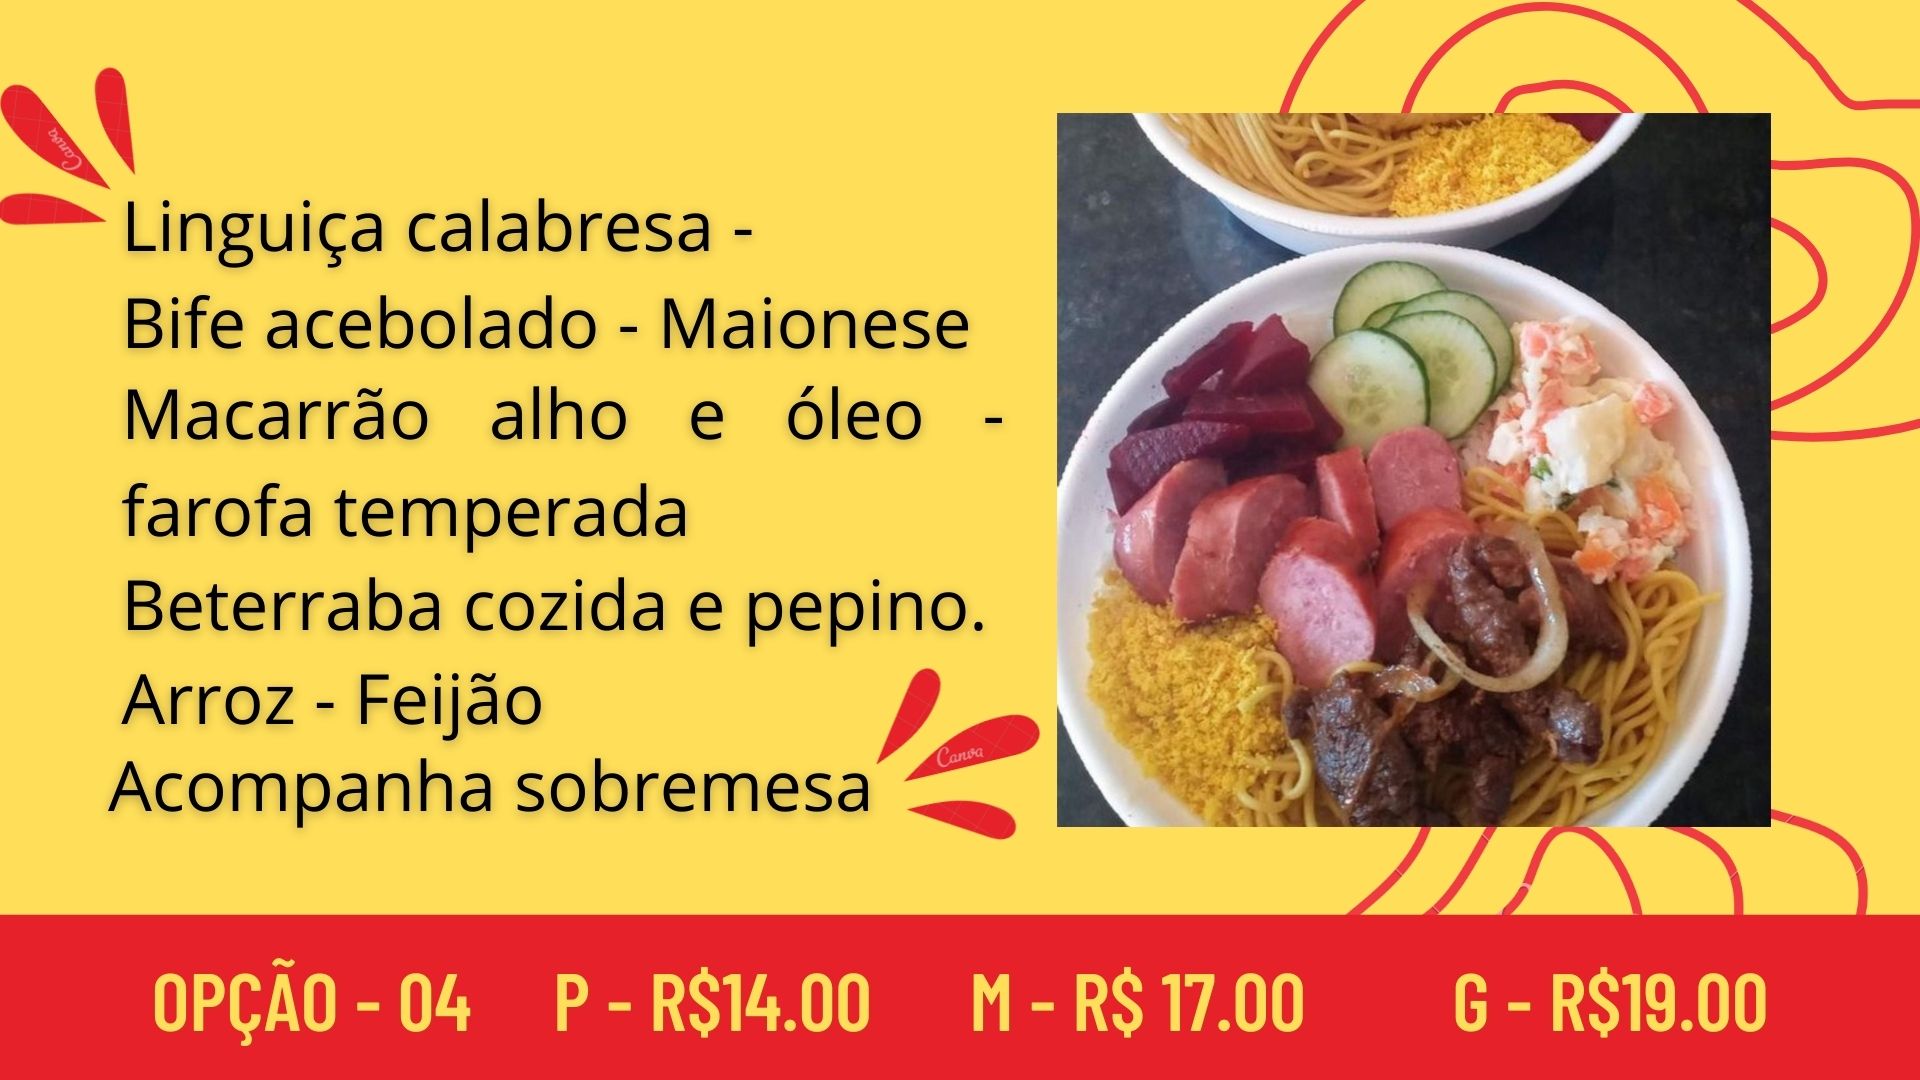 Canva
Linguiça calabresa -
Bife acebolado - Maionese
Macarrão alho e óleo -
farofa temperada
Beterraba cozida e pepino.
Arroz - Feijão
Acompanha sobremesa
Canva
OPÇÃO - 04 P - R$14.00 M - R$ 17.00 G - R$19.00